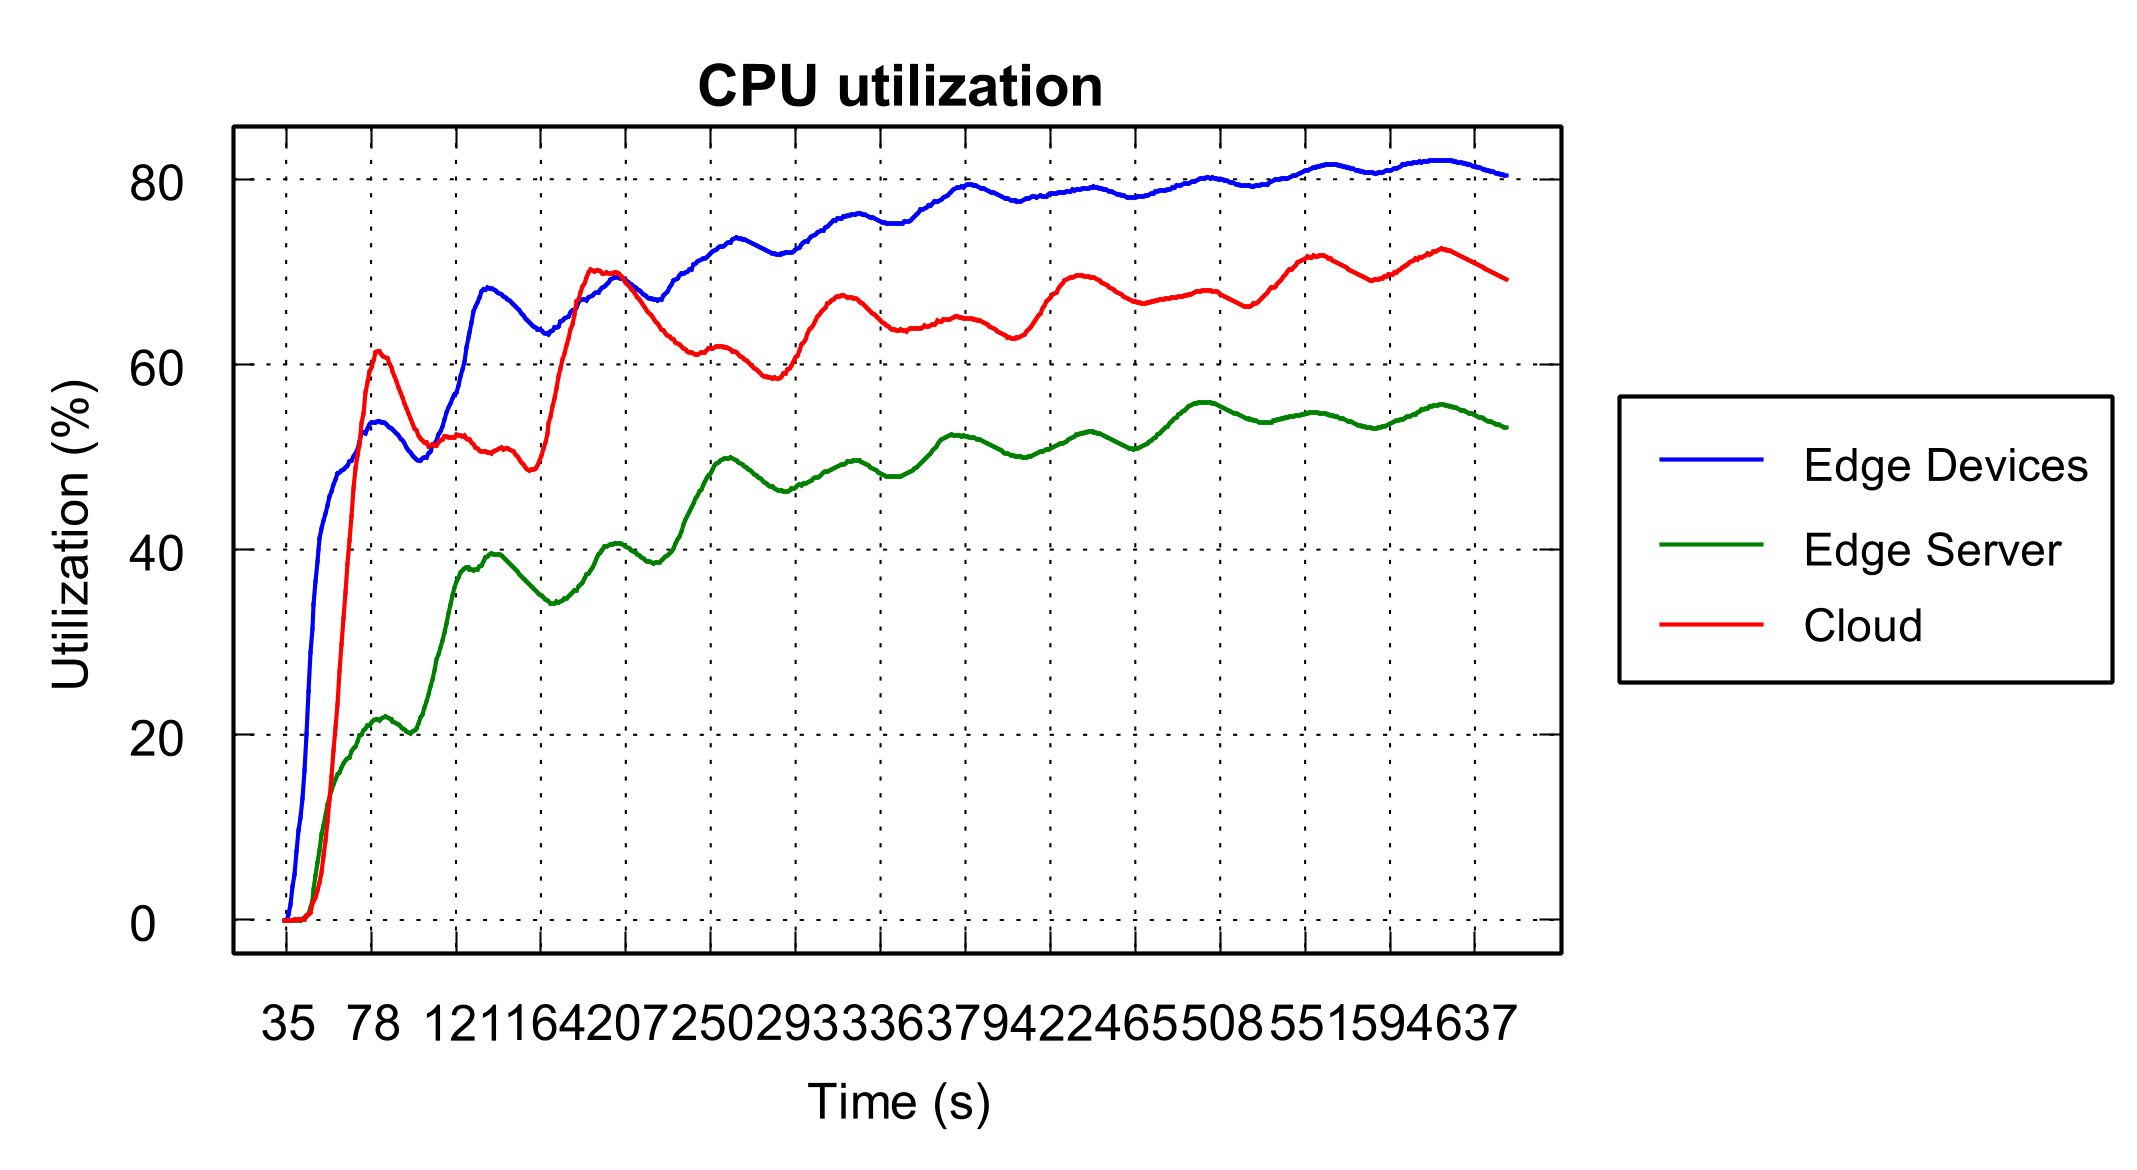 CPU utilization
80
60
40
20
0
Utilization (%)
35 78 121 164 207 250 293 336 379 422 465 508 551 594 637
Time (s)
Edge Devices
Edge Server
Cloud